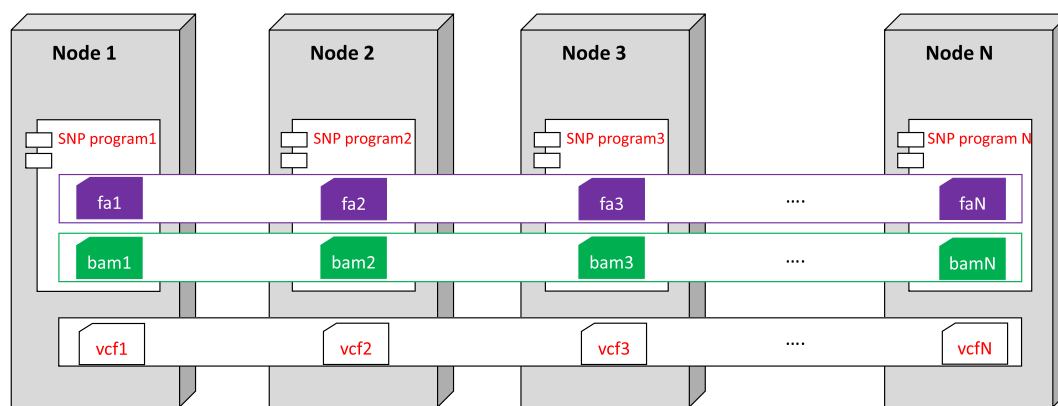 Node 1 Node 2 Node 3 Node N
SNP program1 SNP program2 SNP program3 SNP program N
fa1 fa2 fa3 .... faN
bam1 bam2 bam3 .... bamN
vcf1 vcf2 vcf3 .... vcfN